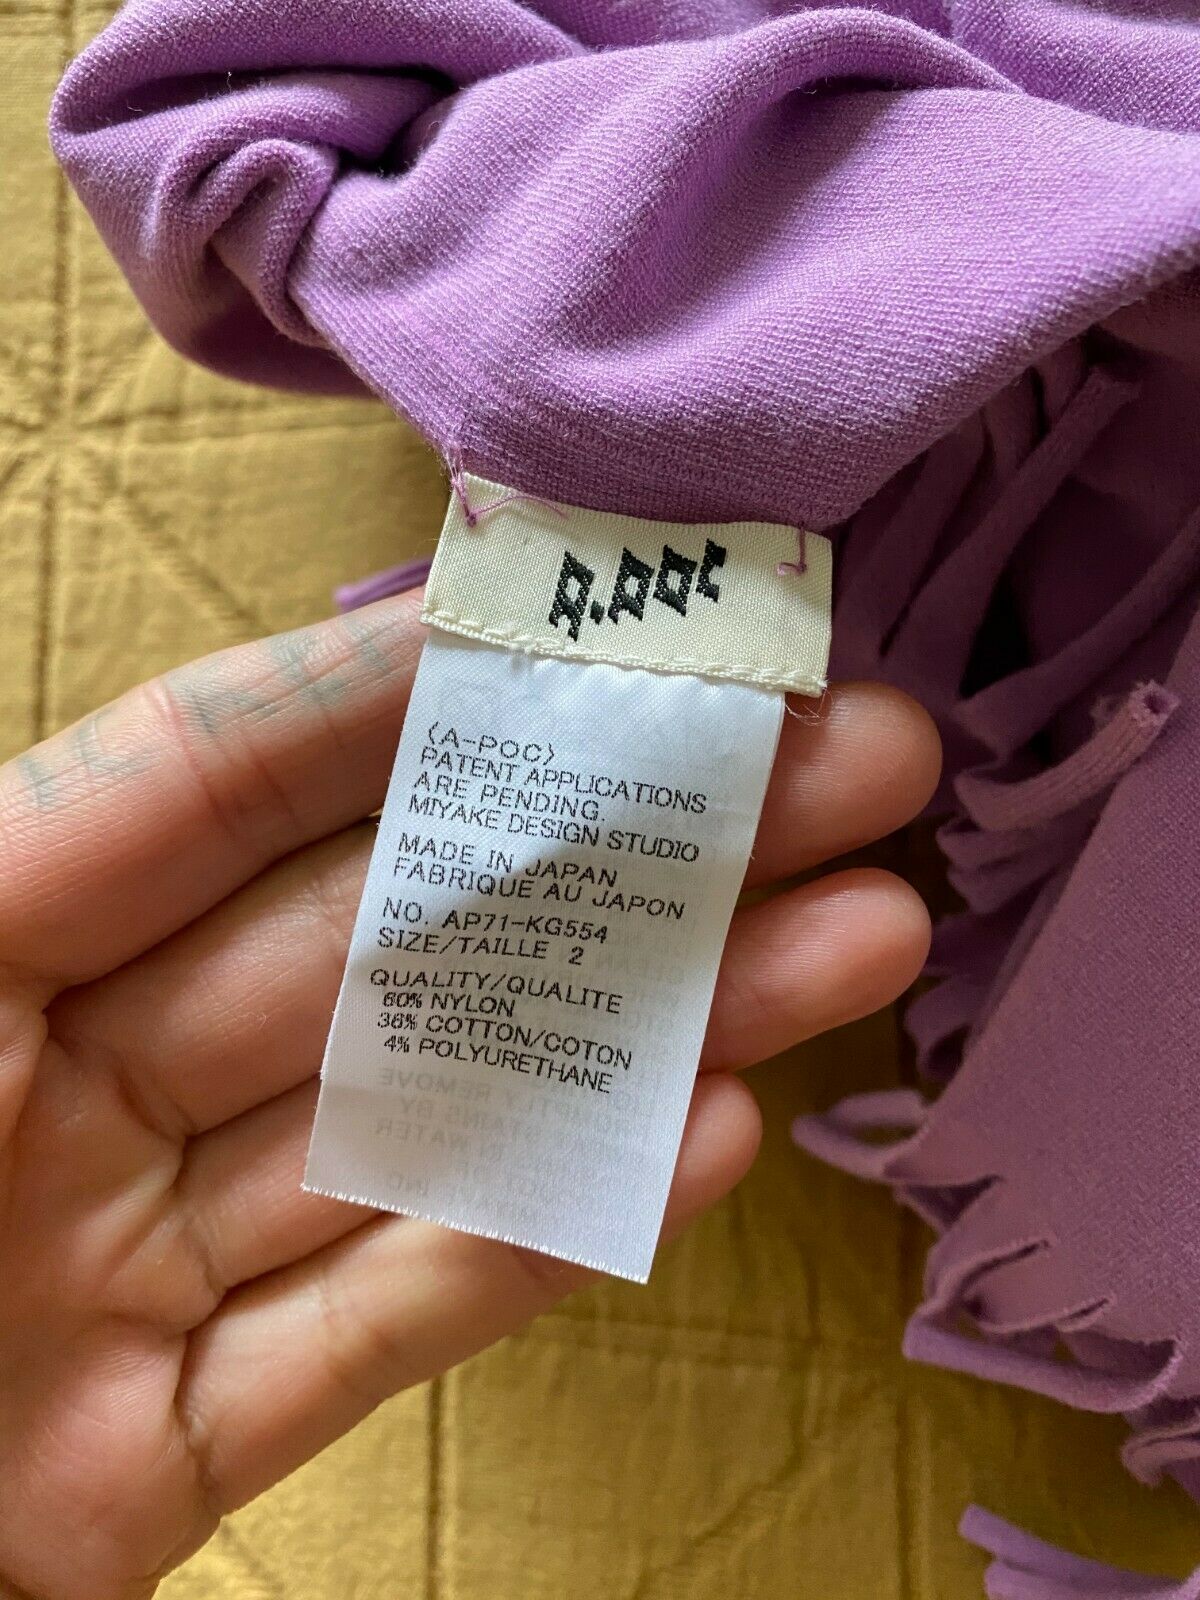 a.poc
(A-POC)
PATENT APPLICATIONS
ARE PENDING.
MIYAKE DESIGN STUDIO
MADE IN JAPAN
FABRIQUE AU JAPON
NO. AP71-KG554
SIZE/TAILLE 2
QUALITY/QUALITE
60% NYLON
36% COTTON/COTON
4% POLYURETHANE